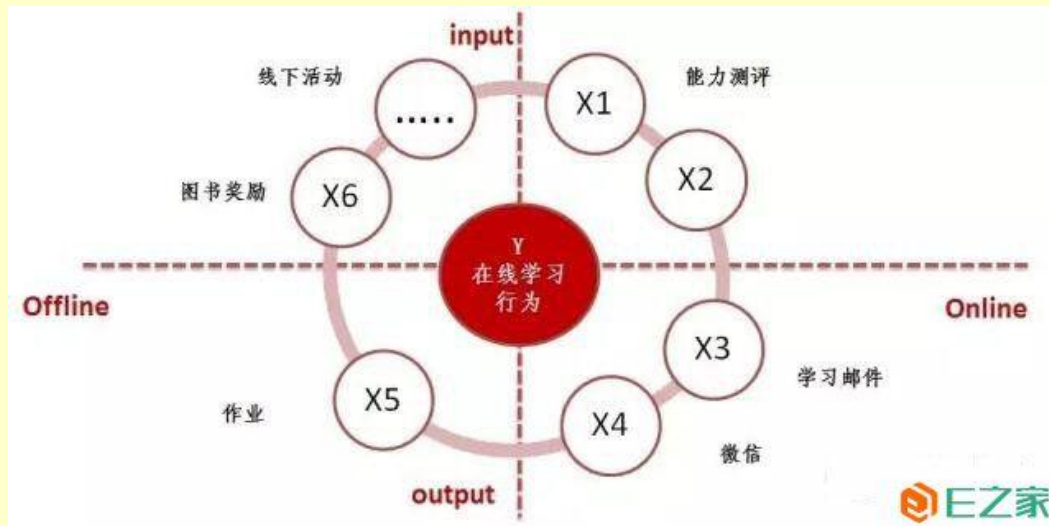 input
线下活动
.....
X1
能力测评
X2
图书奖励
X6
Y
在线学习
行为
Offline
Online
X3
学习邮件
作业
X5
X4
微信
output
E之家